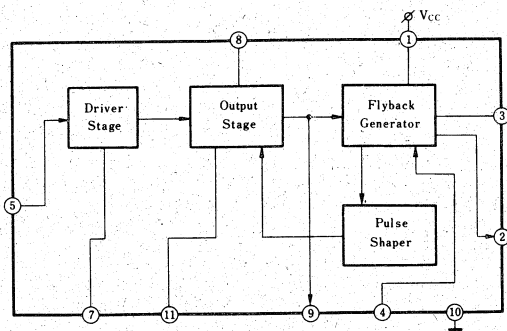 VCC
8
1
Driver
Stage
Output
Stage
Flyback
Generator
3
5
Pulse
Shaper
2
7
11
9
4
10